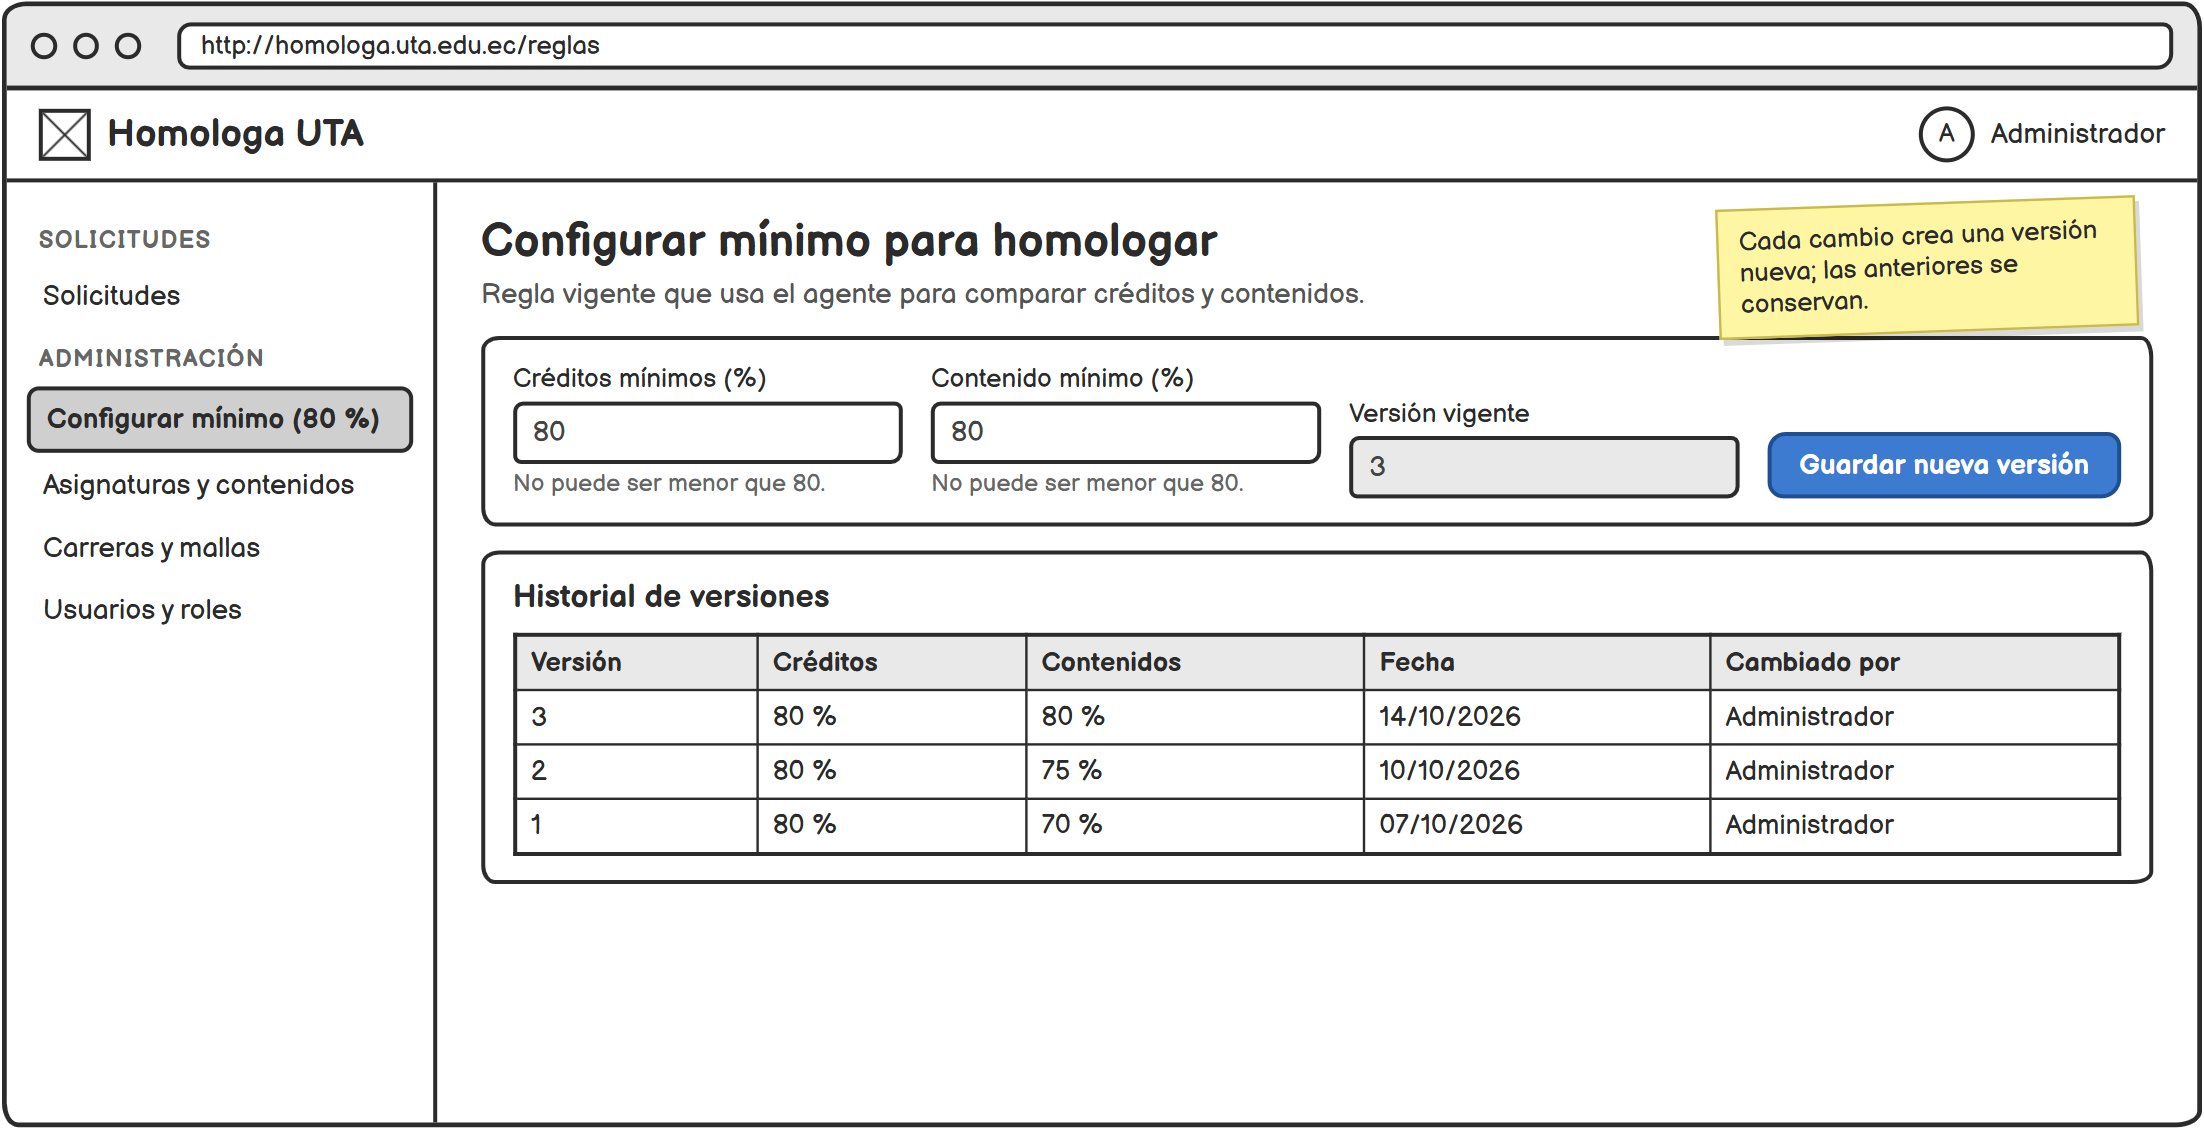 http://homologa.uta.edu.ec/reglas
Homologa UTA
A Administrador
SOLICITUDES
Solicitudes
ADMINISTRACIÓN
Configurar mínimo (80 %)
Asignaturas y contenidos
Carreras y mallas
Usuarios y roles
Configurar mínimo para homologar
Regla vigente que usa el agente para comparar créditos y contenidos.
Cada cambio crea una versión
nueva; las anteriores se
conservan.
Créditos mínimos (%)
80
No puede ser menor que 80.
Contenido mínimo (%)
80
No puede ser menor que 80.
Versión vigente
3
Guardar nueva versión
Historial de versiones
Versión Créditos Contenidos Fecha Cambiado por
3 80 % 80 % 14/10/2026 Administrador
2 80 % 75 % 10/10/2026 Administrador
1 80 % 70 % 07/10/2026 Administrador